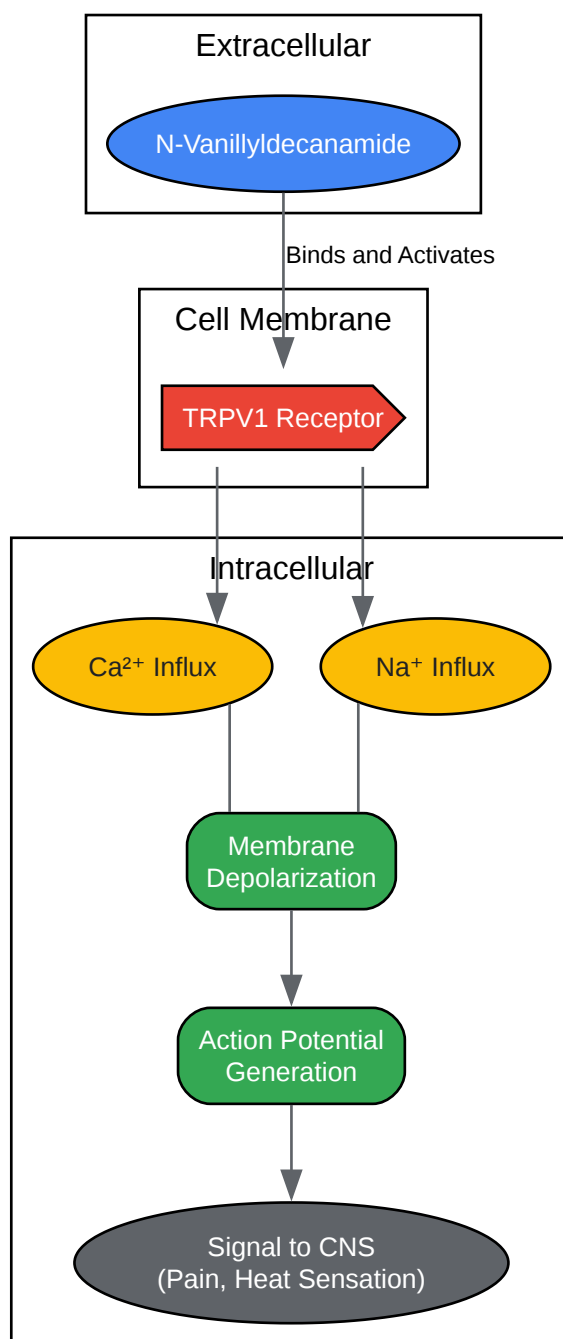 Extracellular
N-Vanillyldecanamide
Binds and Activates
Cell Membrane
TRPV1 Receptor
Intracellular
Ca²⁺ Influx
Na⁺ Influx
Membrane
Depolarization
Action Potential
Generation
Signal to CNS
(Pain, Heat Sensation)